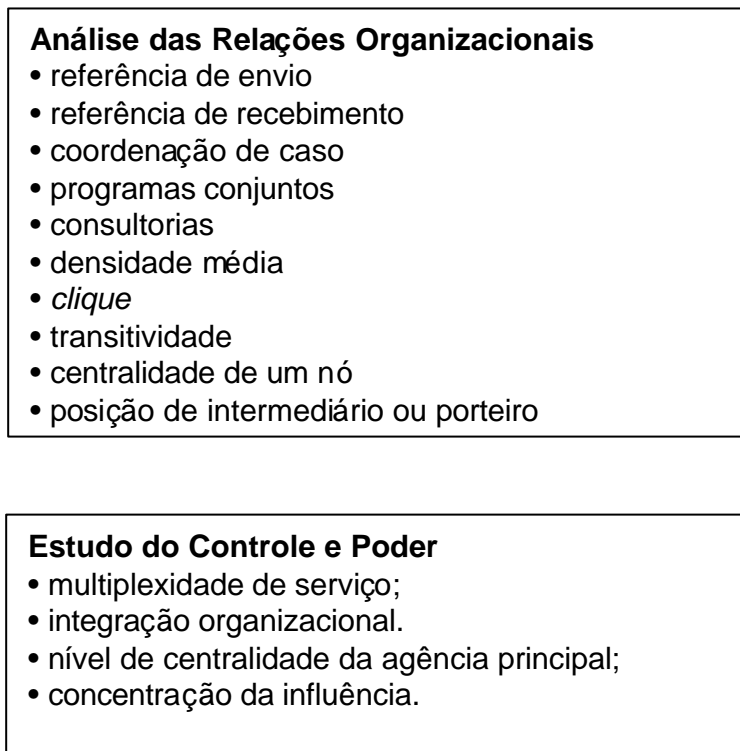 Análise das Relações Organizacionais
• referência de envio
• referência de recebimento
• coordenação de caso
• programas conjuntos
• consultorias
• densidade média
• clique
• transitividade
• centralidade de um nó
• posição de intermediário ou porteiro
Estudo do Controle e Poder
• multiplexidade de serviço;
• integração organizacional.
• nível de centralidade da agência principal;
• concentração da influência.